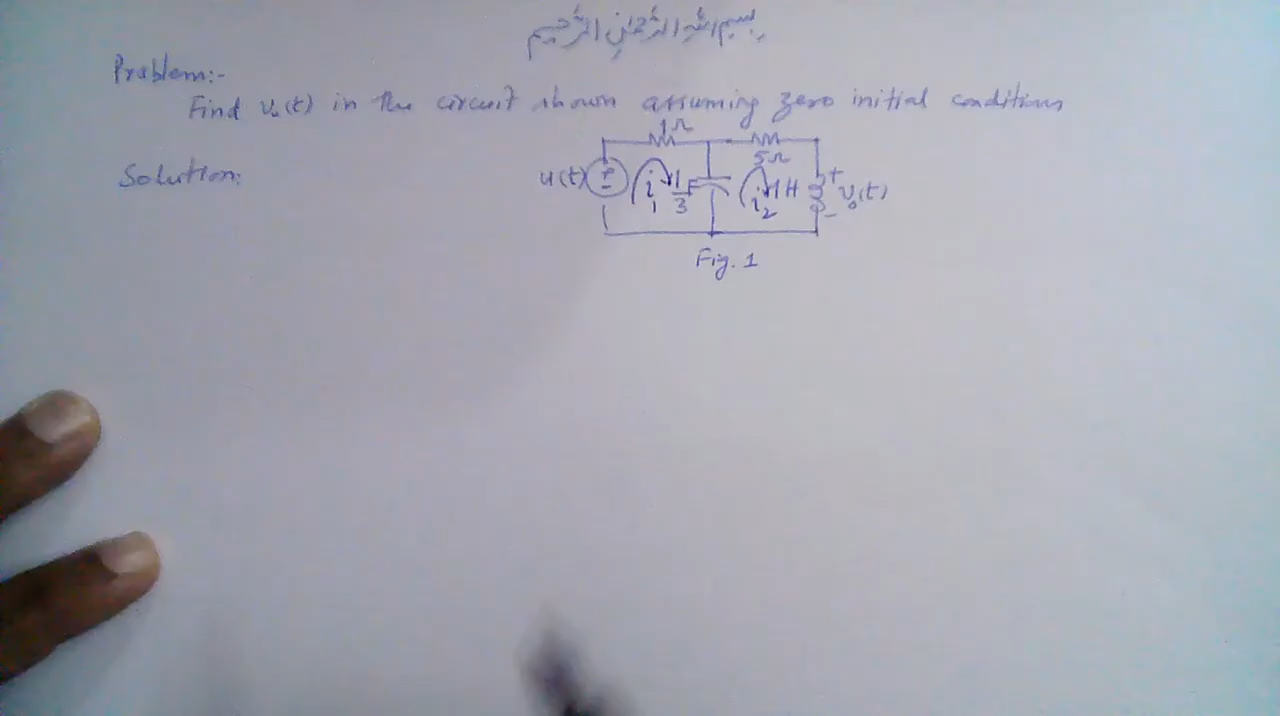 بسم الله الرحمن الرحيم
Problem:-
Find v₀(t) in the circuit shown assuming zero initial conditions
Solution:
1Ω
5Ω
u(t)
+
-
i₁
1/3 F
i₂
1H
+
v₀(t)
-
Fig. 1